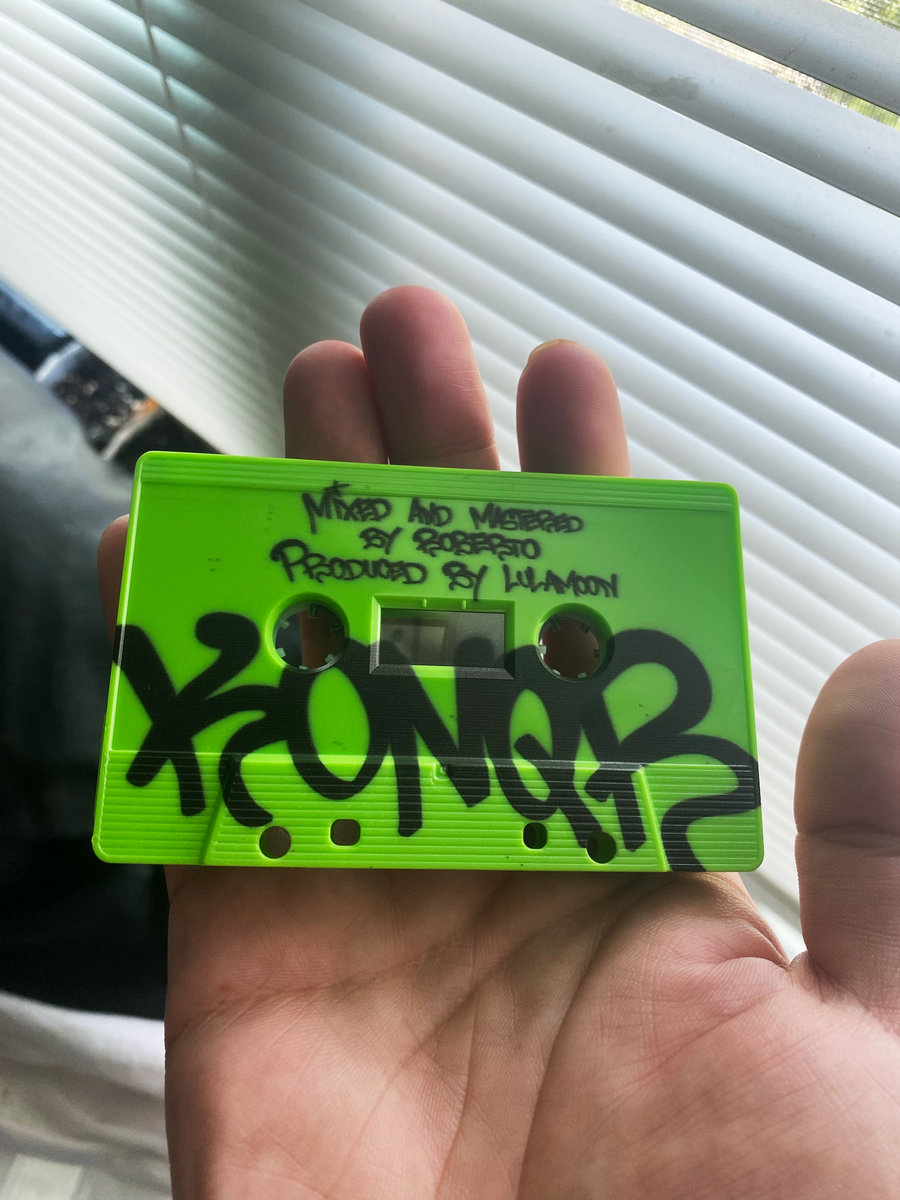 MIXED AND MASTERED
BY ROBERTO
PRODUCED BY LULAMOON